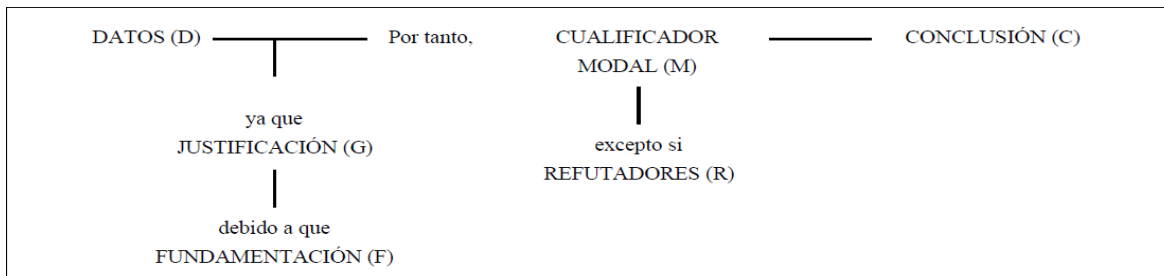 DATOS (D) Por tanto, CUALIFICADOR CONCLUSIÓN (C)
MODAL (M)
ya que
JUSTIFICACIÓN (G)
excepto si
REFUTADORES (R)
debido a que
FUNDAMENTACIÓN (F)